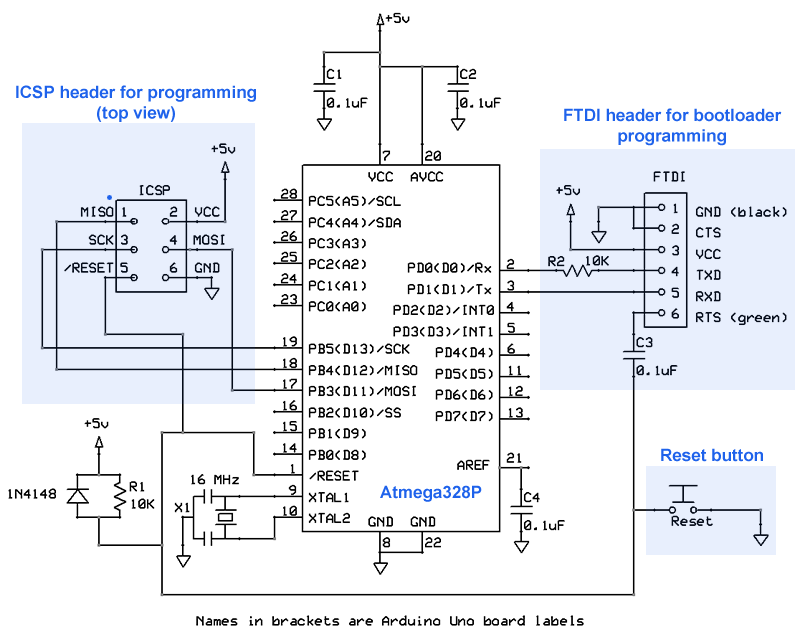 +5v
C1
0.1uF
C2
0.1uF
ICSP header for programming
(top view)
FTDI header for bootloader
programming
+5v
ICSP
MISO 1 2 VCC
SCK 3 4 MOSI
/RESET 5 6 GND
7 20
VCC AVCC
28 PC5(A5)/SCL
27 PC4(A4)/SDA
26 PC3(A3)
25 PC2(A2)
24 PC1(A1)
23 PC0(A0)
19 PB5(D13)/SCK
18 PB4(D12)/MISO
17 PB3(D11)/MOSI
16 PB2(D10)/SS
15 PB1(D9)
14 PB0(D8)
1 /RESET
9 XTAL1
10 XTAL2
PD0(D0)/Rx 2
PD1(D1)/Tx 3
PD2(D2)/INT0 4
PD3(D3)/INT1 5
PD4(D4) 6
PD5(D5) 11
PD6(D6) 12
PD7(D7) 13
AREF 21
Atmega328P
GND GND
8 22
FTDI
+5v
1 GND (black)
2 CTS
3 VCC
4 TXD
5 RXD
6 RTS (green)
R2 10K
C3
0.1uF
+5v
1N4148
R1
10K
16 MHz
X1
C4
0.1uF
Reset button
Reset
Names in brackets are Arduino Uno board labels